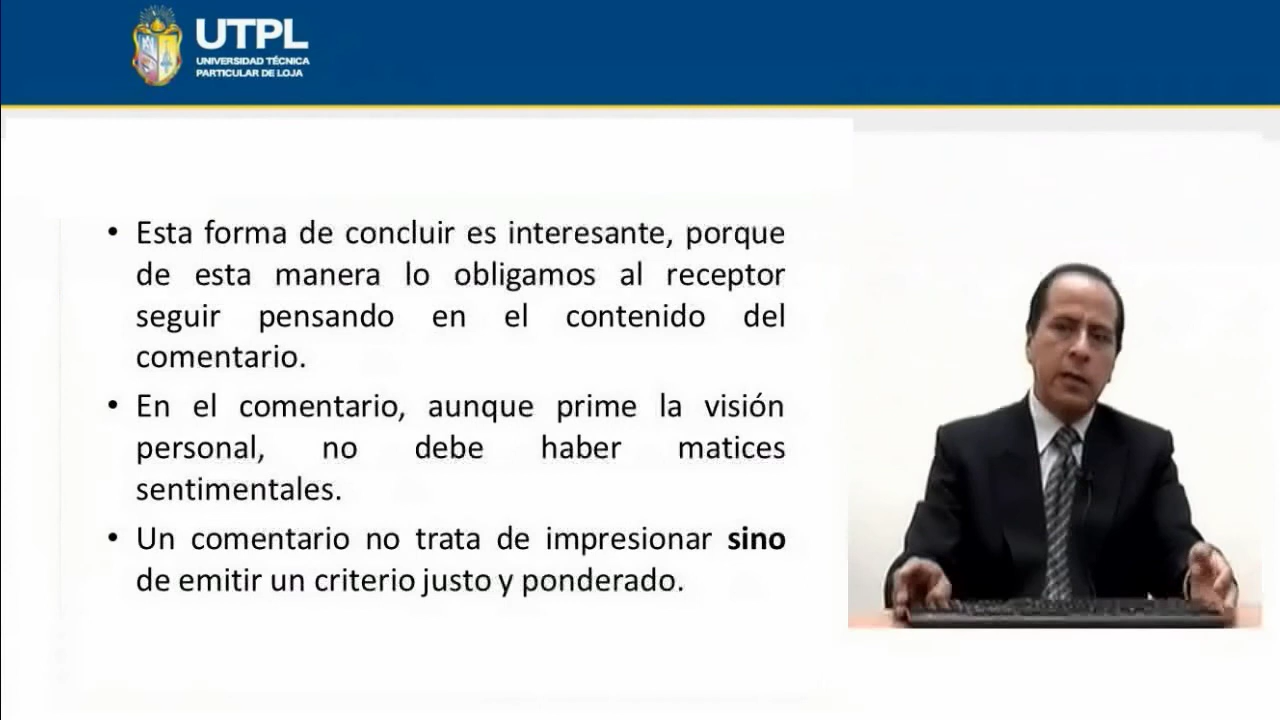 UTPL
UNIVERSIDAD TÉCNICA
PARTICULAR DE LOJA
• Esta forma de concluir es interesante, porque
de esta manera lo obligamos al receptor
seguir pensando en el contenido del
comentario.
• En el comentario, aunque prime la visión
personal, no debe haber matices
sentimentales.
• Un comentario no trata de impresionar sino
de emitir un criterio justo y ponderado.